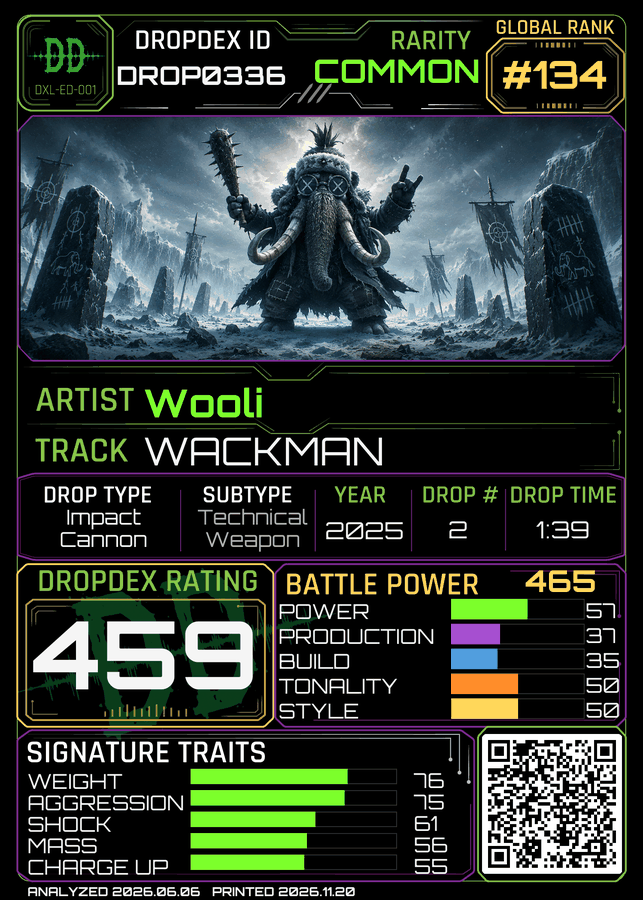 DD
DXL-ED-001
DROPDEX ID
DROP0336
RARITY
COMMON
GLOBAL RANK
#134
ARTIST Wooli
TRACK WACKMAN
DROP TYPE
Impact
Cannon
SUBTYPE
Technical
Weapon
YEAR
2025
DROP #
2
DROP TIME
1:39
DROPDEX RATING
459
BATTLE POWER 465
POWER 57
PRODUCTION 37
BUILD 35
TONALITY 50
STYLE 50
SIGNATURE TRAITS
WEIGHT 76
AGGRESSION 75
SHOCK 61
MASS 56
CHARGE UP 55
ANALYZED 2026.06.06 PRINTED 2026.11.20